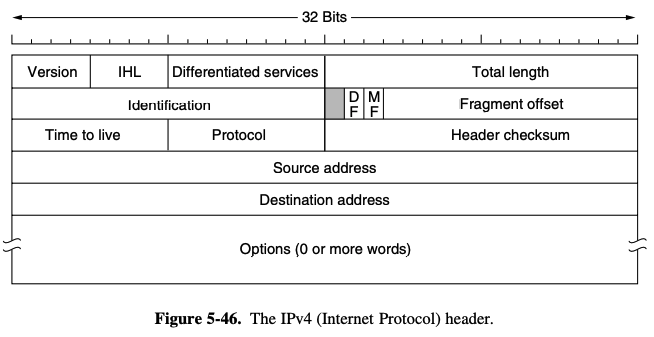 32 Bits
Version IHL Differentiated services Total length
Identification D F M F Fragment offset
Time to live Protocol Header checksum
Source address
Destination address
Options (0 or more words)
Figure 5-46. The IPv4 (Internet Protocol) header.